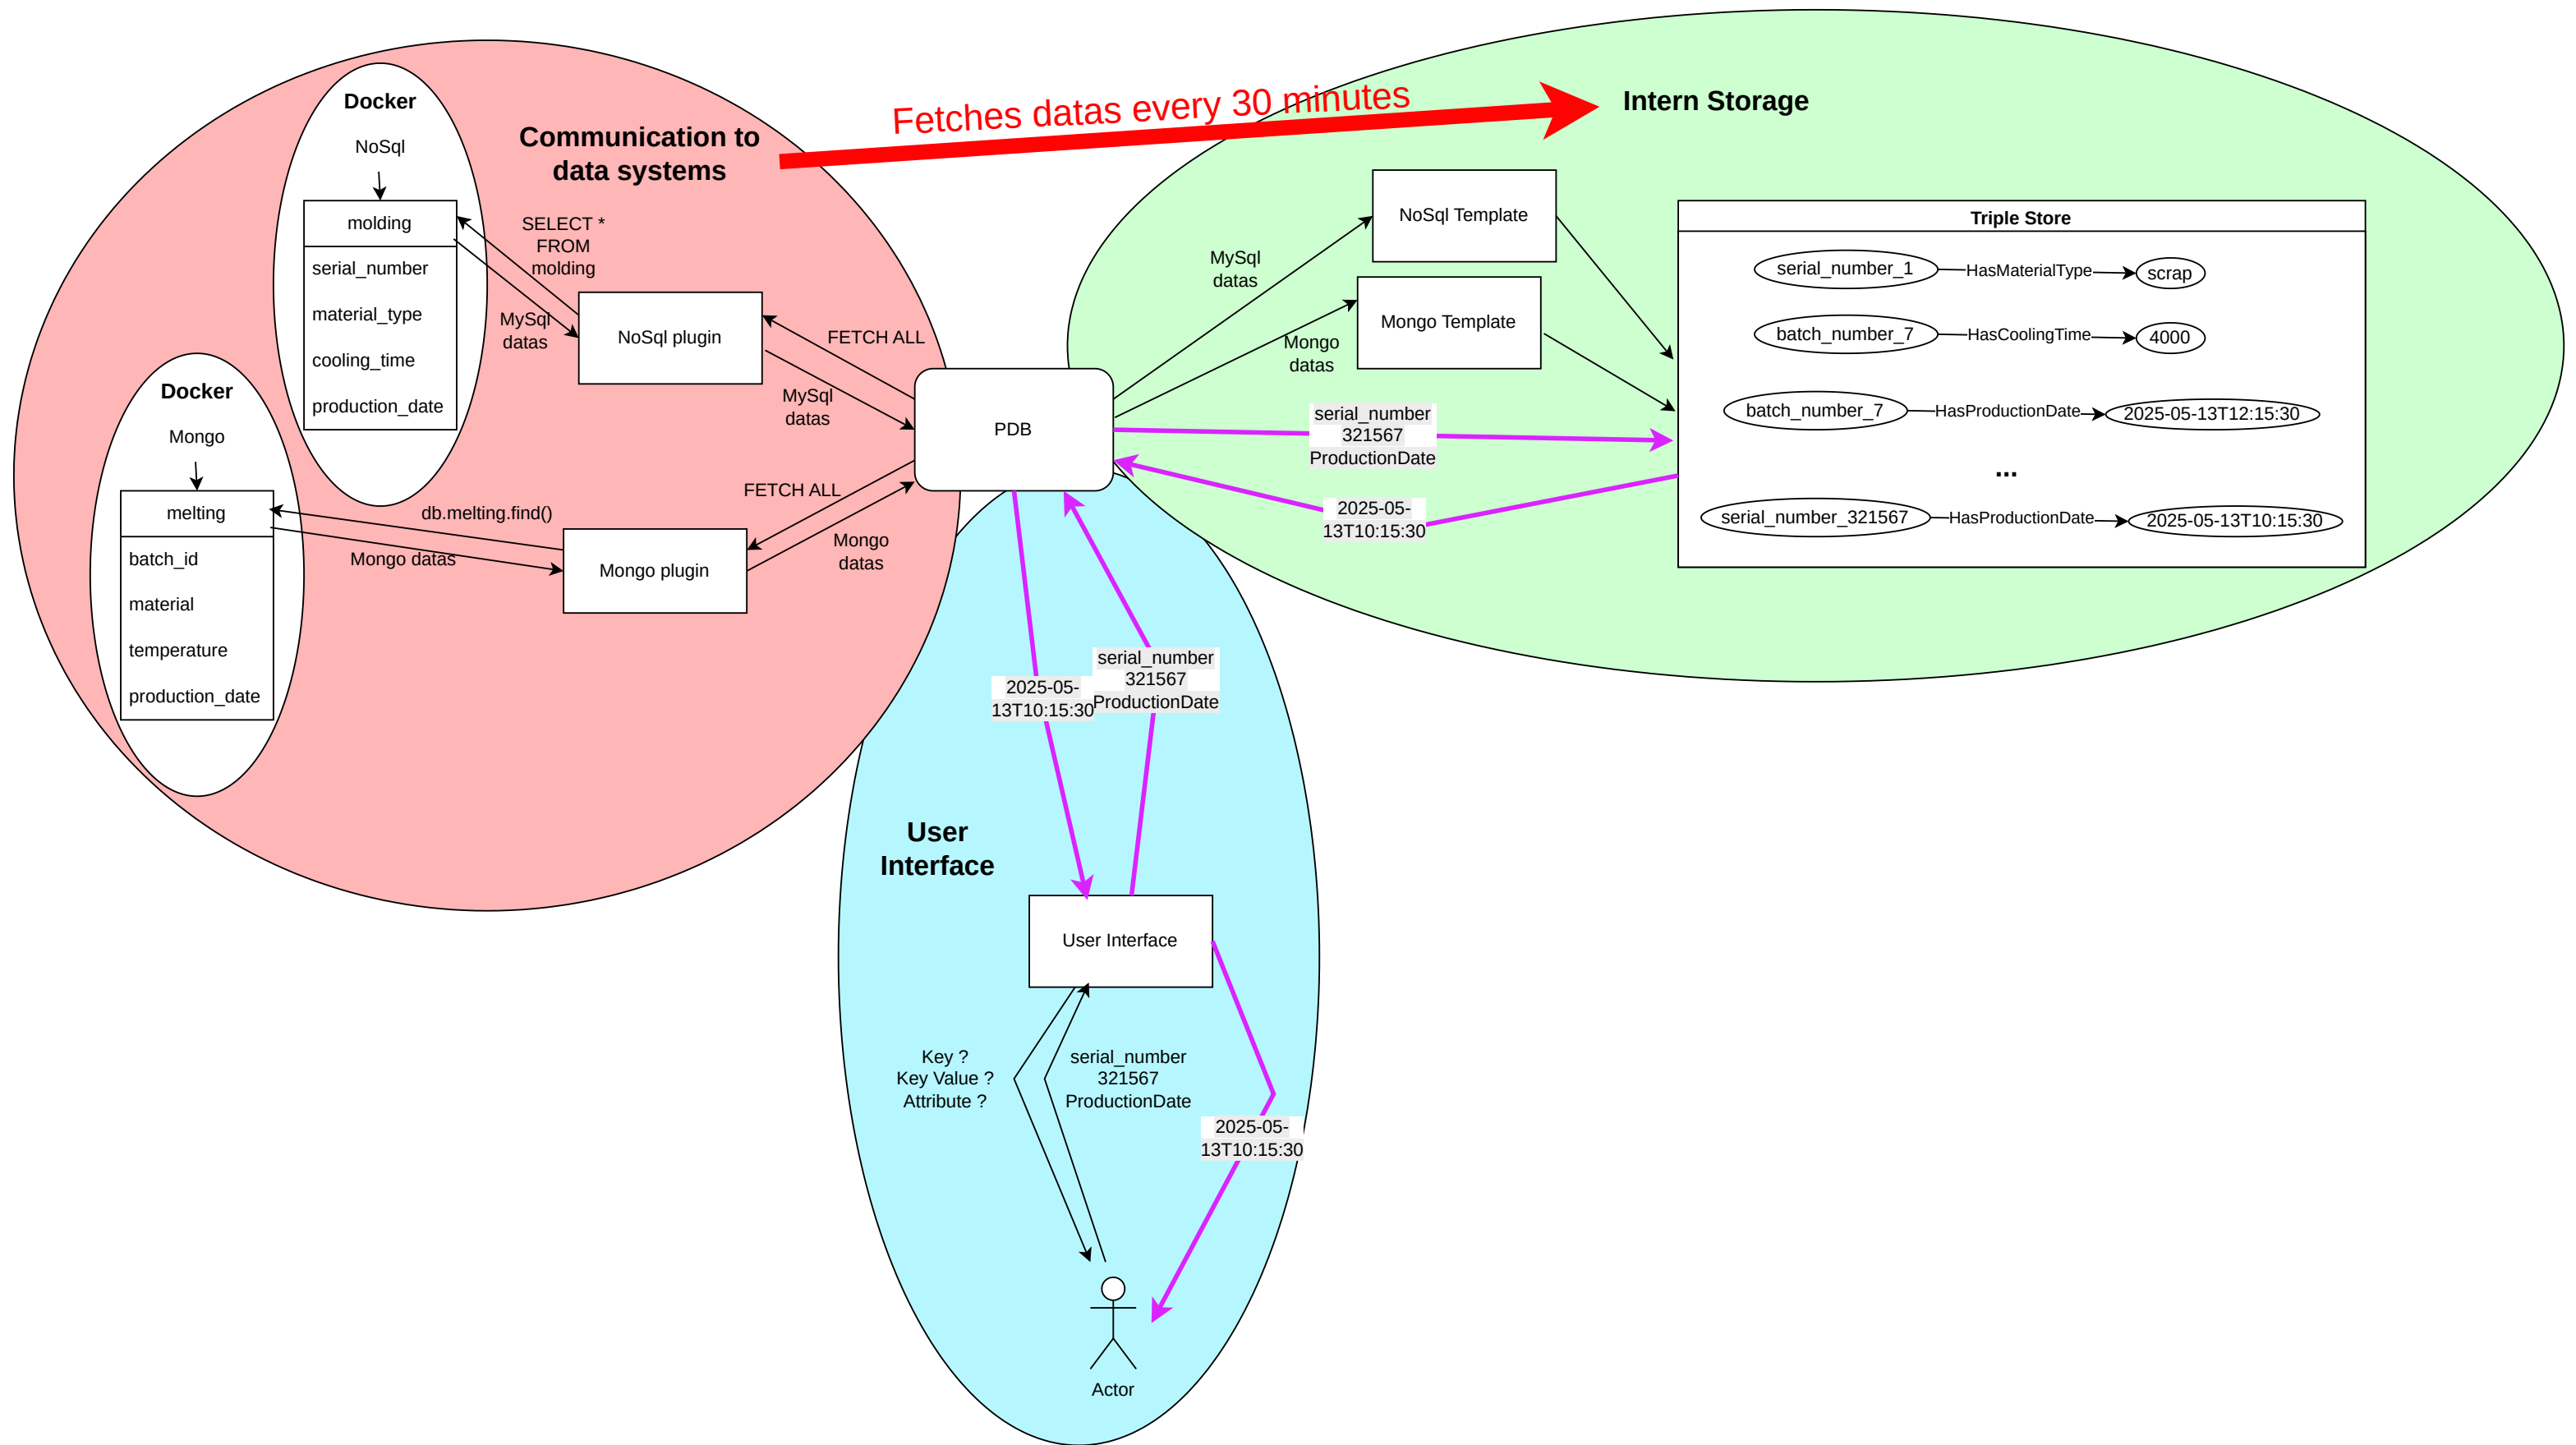 Docker
NoSql
molding
serial_number
material_type
cooling_time
production_date
Docker
Mongo
melting
batch_id
material
temperature
production_date
Communication to
data systems
SELECT *
FROM
molding
MySql
datas
NoSql plugin
FETCH ALL
MySql
datas
db.melting.find()
Mongo datas
Mongo plugin
FETCH ALL
Mongo
datas
PDB
Fetches datas every 30 minutes
Intern Storage
MySql
datas
NoSql Template
Mongo
datas
Mongo Template
serial_number
321567
ProductionDate
2025-05-
13T10:15:30
Triple Store
serial_number_1 HasMaterialType scrap
batch_number_7 HasCoolingTime 4000
batch_number_7 HasProductionDate 2025-05-13T12:15:30
...
serial_number_321567 HasProductionDate 2025-05-13T10:15:30
2025-05-
13T10:15:30
serial_number
321567
ProductionDate
User
Interface
User Interface
Key ?
Key Value ?
Attribute ?
serial_number
321567
ProductionDate
2025-05-
13T10:15:30
Actor